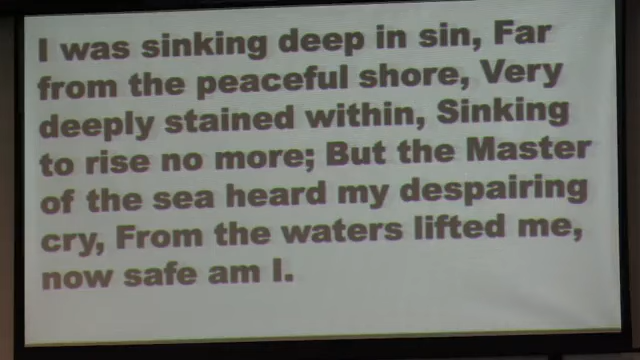 I was sinking deep in sin, Far
from the peaceful shore, Very
deeply stained within, Sinking
to rise no more; But the Master
of the sea heard my despairing
cry, From the waters lifted me,
now safe am I.